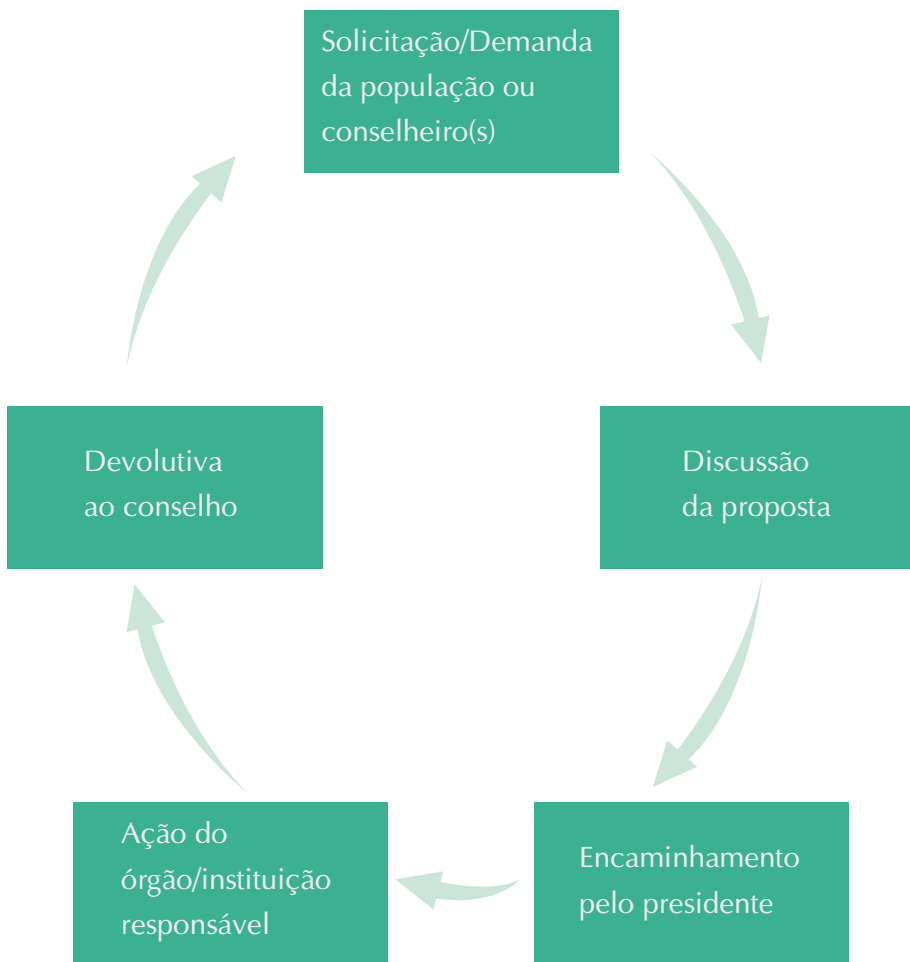 Solicitação/Demanda
da população ou
conselheiro(s)
Discussão
da proposta
Encaminhamento
pelo presidente
Ação do
órgão/instituição
responsável
Devolutiva
ao conselho